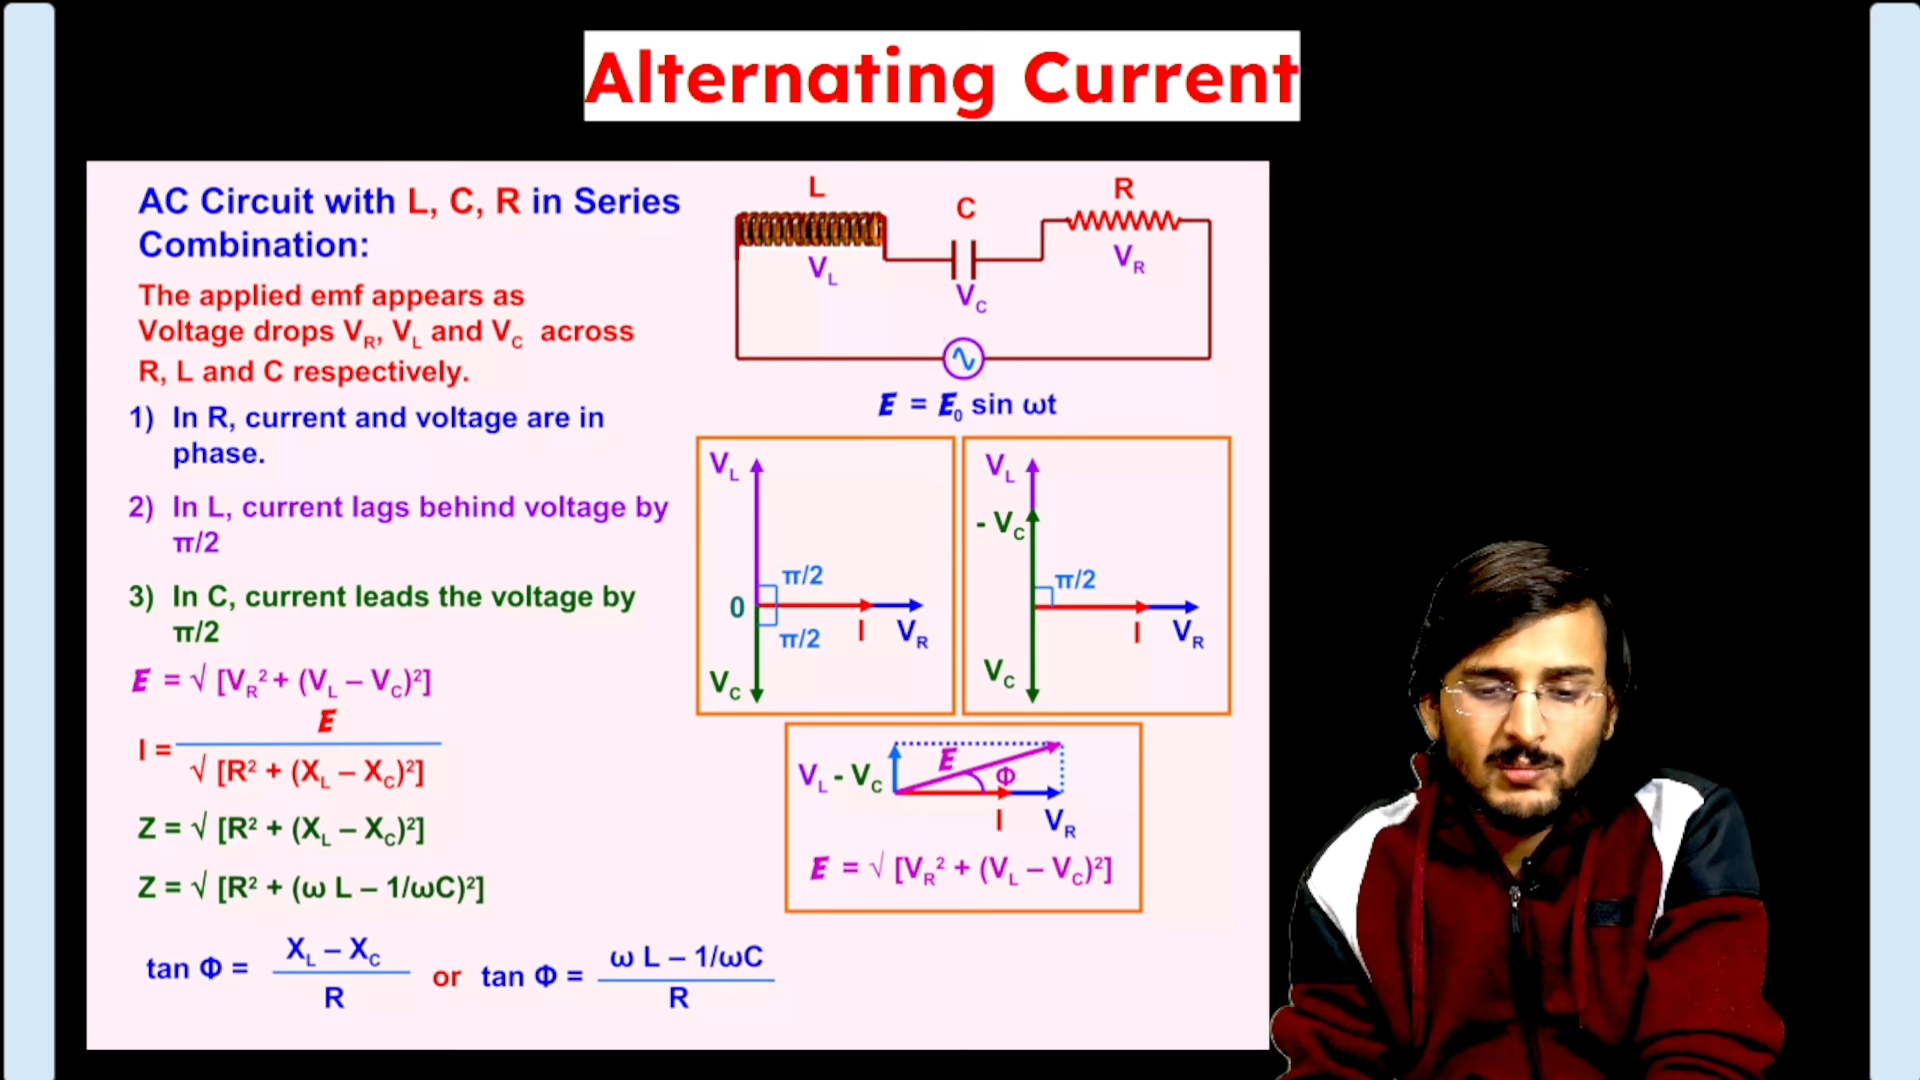 Alternating Current
AC Circuit with L, C, R in Series
Combination:
The applied emf appears as
Voltage drops V_R, V_L and V_C across
R, L and C respectively.
1) In R, current and voltage are in
phase.
2) In L, current lags behind voltage by
π/2
3) In C, current leads the voltage by
π/2
E = √ [V_R² + (V_L – V_C)²]
I = E / √ [R² + (X_L – X_C)²]
Z = √ [R² + (X_L – X_C)²]
Z = √ [R² + (ω L – 1/ωC)²]
tan Φ = X_L – X_C / R or tan Φ = ω L – 1/ωC / R
L
C
R
V_L
V_C
V_R
E = E₀ sin ωt
V_L
π/2
0
π/2
I
V_R
V_C
V_L
- V_C
π/2
I
V_R
V_C
V_L - V_C
E
Φ
I
V_R
E = √ [V_R² + (V_L – V_C)²]